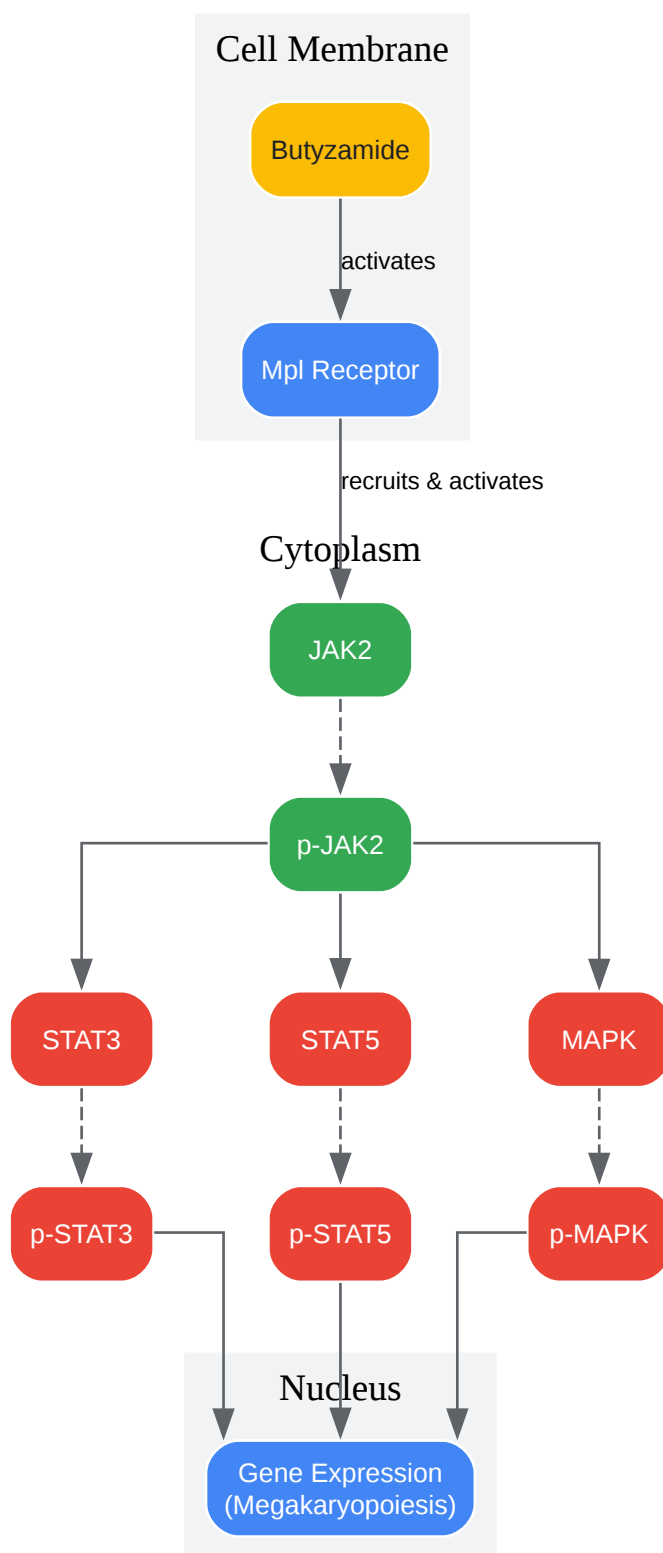 Cell Membrane
Butyzamide
activates
Mpl Receptor
recruits & activates
Cytoplasm
JAK2
p-JAK2
STAT3
STAT5
MAPK
p-STAT3
p-STAT5
p-MAPK
Nucleus
Gene Expression
(Megakaryopoiesis)